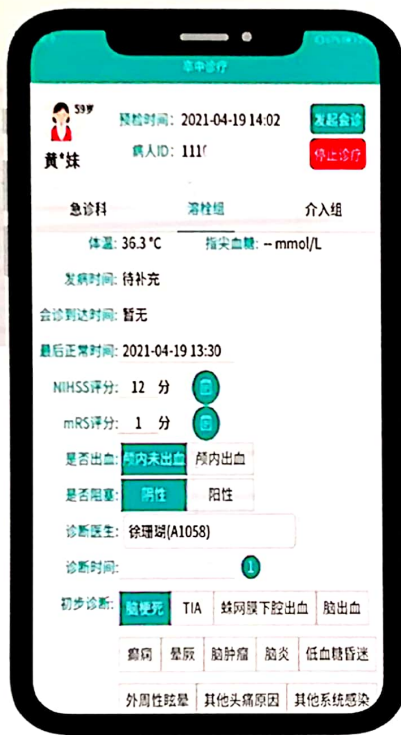 卒中诊疗
59岁
预检时间: 2021-04-19 14:02
发起会诊
黄*妹
病人ID: 111
停止诊疗
急诊科 溶栓组 介入组
体温: 36.3 °C 指尖血糖: -- mmol/L
发病时间: 待补充
会诊到达时间: 暂无
最后正常时间: 2021-04-19 13:30
NIHSS评分: 12 分
mRS评分: 1 分
是否出血: 颅内未出血 颅内出血
是否阻塞: 阴性 阳性
诊断医生: 徐珊瑚(A1058)
诊断时间:
初步诊断: 脑梗死 TIA 蛛网膜下腔出血 脑出血
癫痫 晕厥 脑肿瘤 脑炎 低血糖昏迷
外周性眩晕 其他头痛原因 其他系统感染